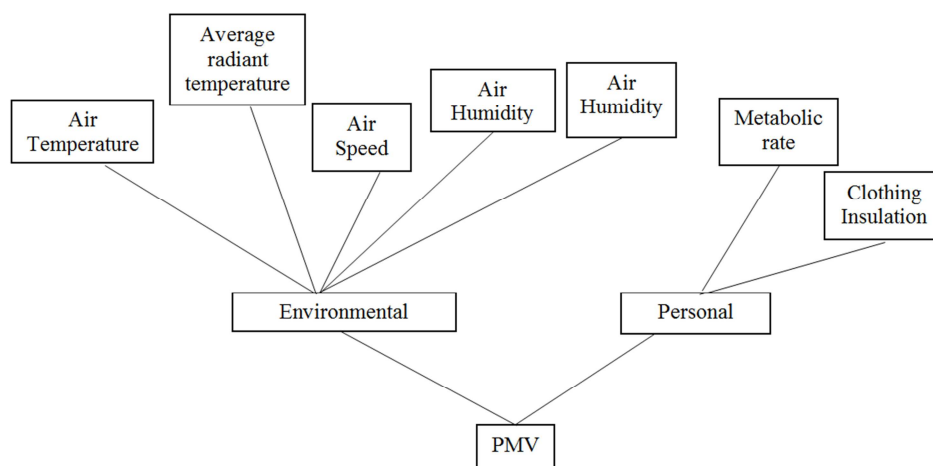 Average
radiant
temperature
Air
Temperature
Air
Speed
Air
Humidity
Air
Humidity
Metabolic
rate
Clothing
Insulation
Environmental
Personal
PMV